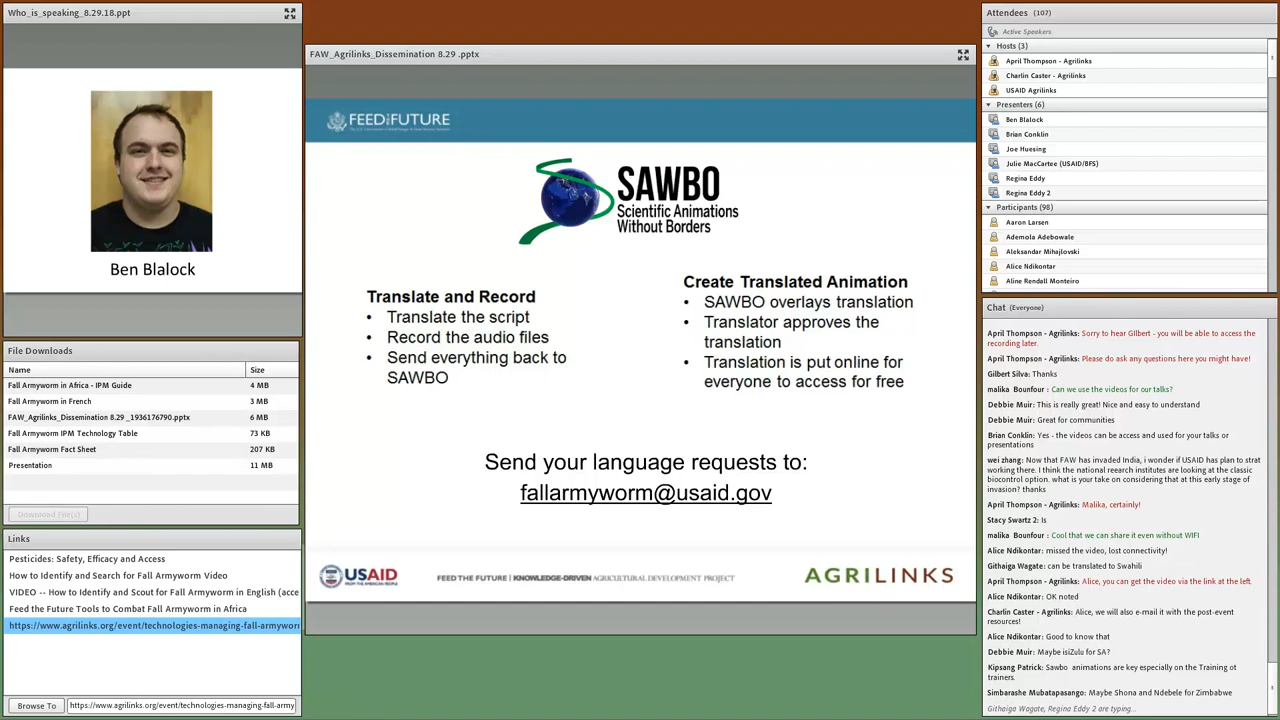 Who_is_speaking_8.29.18.ppt
Ben Blalock
File Downloads
Name Size
Fall Armyworm in Africa - IPM Guide 4 MB
Fall Armyworm in French 3 MB
FAW_Agrilinks_Dissemination 8.29 _1936176790.pptx 6 MB
Fall Armyworm IPM Technology Table 73 KB
Fall Armyworm Fact Sheet 207 KB
Presentation 11 MB
Download File(s)
Links
Pesticides: Safety, Efficacy and Access
How to Identify and Search for Fall Armyworm Video
VIDEO -- How to Identify and Scout for Fall Armyworm in English (acce
Feed the Future Tools to Combat Fall Armyworm in Africa
https://www.agrilinks.org/event/technologies-managing-fall-armyworm
Browse To https://www.agrilinks.org/event/technologies-managing-fall-army
FAW_Agrilinks_Dissemination 8.29 .pptx
FEED THE FUTURE
SAWBO
Scientific Animations
Without Borders
Translate and Record
• Translate the script
• Record the audio files
• Send everything back to
SAWBO
Create Translated Animation
• SAWBO overlays translation
• Translator approves the
translation
• Translation is put online for
everyone to access for free
Send your language requests to:
fallarmyworm@usaid.gov
USAID
FROM THE AMERICAN PEOPLE
FEED THE FUTURE | KNOWLEDGE-DRIVEN AGRICULTURAL DEVELOPMENT PROJECT
AGRILINKS
Attendees (107)
Active Speakers
Hosts (3)
April Thompson - Agrilinks
Charlin Caster - Agrilinks
USAID Agrilinks
Presenters (6)
Ben Blalock
Brian Conklin
Joe Huesing
Julie MacCartee (USAID/BFS)
Regina Eddy
Regina Eddy 2
Participants (98)
Aaron Larsen
Ademola Adebowale
Aleksandar Mihajlovski
Alice Ndikontar
Aline Rendall Monteiro
Chat (Everyone)
April Thompson - Agrilinks: Sorry to hear GIlbert - you will be able to access the
recording later.
April Thompson - Agrilinks: Please do ask any questions here you might have!
Gilbert Silva: Thanks
malika Bounfour : Can we use the videos for our talks?
Debbie Muir: This is really great! Nice and easy to understand
Debbie Muir: Great for communities
Brian Conklin: Yes - the videos can be access and used for your talks or
presentations
wei zhang: Now that FAW has invaded India, i wonder if USAID has plan to strat
working there. I think the national reearch institutes are looking at the classic
biocontrol option. what is your take on considering that at this early stage of
invasion? thanks
April Thompson - Agrilinks: Malika, certainly!
Stacy Swartz 2: Is
malika Bounfour : Cool that we can share it even without WIFI
Alice Ndikontar: missed the video, lost connectivity!
Githaiga Wagate: can be translated to Swahili
April Thompson - Agrilinks: Alice, you can get the video via the link at the left.
Alice Ndikontar: OK noted
Charlin Caster - Agrilinks: Alice, we will also e-mail it with the post-event
resources!
Alice Ndikontar: Good to know that
Debbie Muir: Maybe isiZulu for SA?
Kipsang Patrick: Sawbo animations are key especially on the Training ot
trainers.
Simbarashe Mubatapasango: Maybe Shona and Ndebele for Zimbabwe
Githaiga Wagate, Regina Eddy 2 are typing...